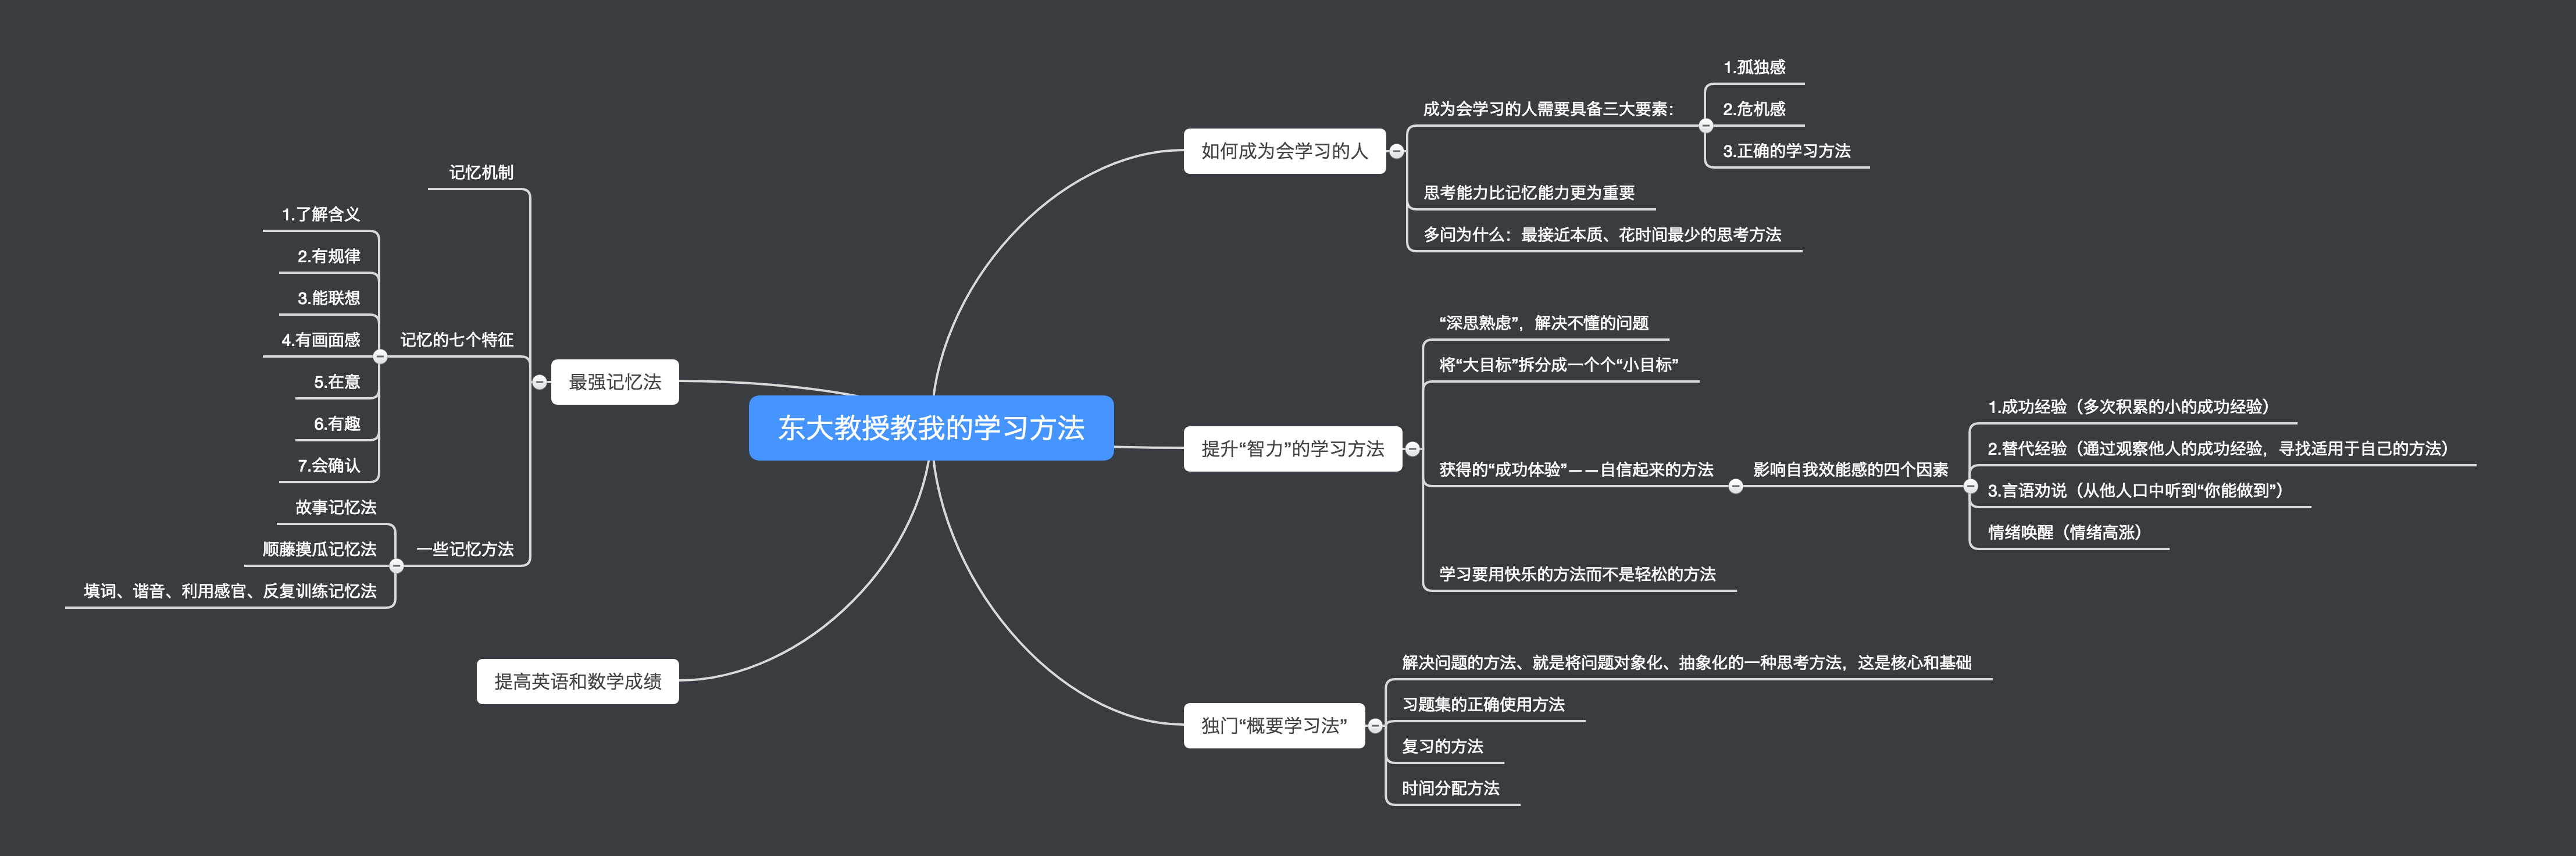 东大教授教我的学习方法
如何成为会学习的人
成为会学习的人需要具备三大要素：
1.孤独感
2.危机感
3.正确的学习方法
思考能力比记忆能力更为重要
多问为什么：最接近本质、花时间最少的思考方法
提升“智力”的学习方法
“深思熟虑”，解决不懂的问题
将“大目标”拆分成一个个“小目标”
获得的“成功体验”——自信起来的方法
影响自我效能感的四个因素
1.成功经验（多次积累的小的成功经验）
2.替代经验（通过观察他人的成功经验，寻找适用于自己的方法）
3.言语劝说（从他人口中听到“你能做到”）
情绪唤醒（情绪高涨）
学习要用快乐的方法而不是轻松的方法
独门“概要学习法”
解决问题的方法、就是将问题对象化、抽象化的一种思考方法，这是核心和基础
习题集的正确使用方法
复习的方法
时间分配方法
最强记忆法
记忆机制
记忆的七个特征
1.了解含义
2.有规律
3.能联想
4.有画面感
5.在意
6.有趣
7.会确认
一些记忆方法
故事记忆法
顺藤摸瓜记忆法
填词、谐音、利用感官、反复训练记忆法
提高英语和数学成绩